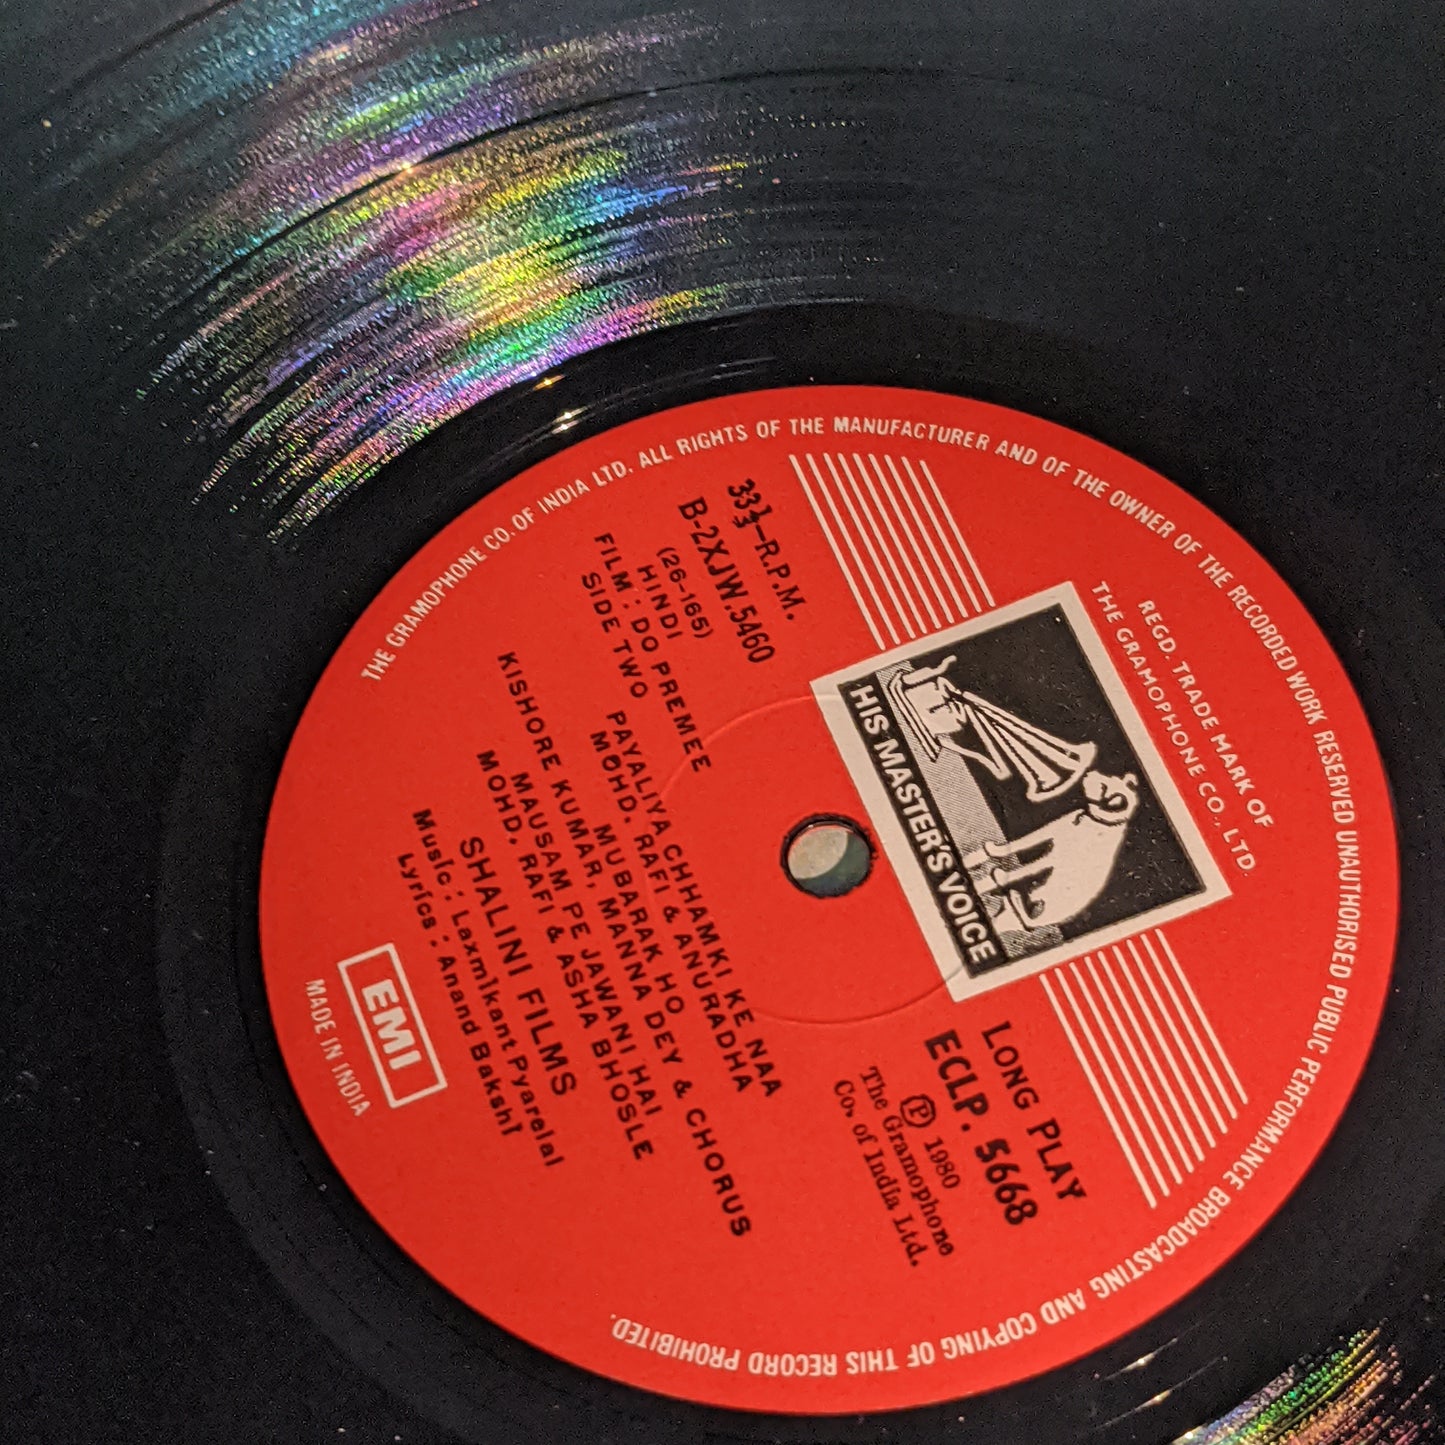 THE GRAMOPHONE CO. OF INDIA LTD. ALL RIGHTS OF THE MANUFACTURER AND OF THE OWNER OF THE RECORDED WORK RESERVED UNAUTHORISED PUBLIC PERFORMANCE BROADCASTING AND COPYING OF THIS RECORD PROHIBITED.
REGD. TRADE MARK OF
THE GRAMOPHONE CO., LTD.
HIS MASTER'S VOICE
33⅓–R.P.M.
B-2XJW.5460
(26-165)
HINDI
FILM : DO PREMEE
SIDE TWO
LONG PLAY
ECLP. 5668
Ⓟ 1980
The Gramophone
Co. of India Ltd.
PAYALIYA CHHAMKI KE NAA
MOHD. RAFI & ANURADHA
MUBARAK HO
KISHORE KUMAR, MANNA DEY & CHORUS
MAUSAM PE JAWANI HAI
MOHD. RAFI & ASHA BHOSLE
SHALINI FILMS
Music : Laxmikant Pyarelal
Lyrics : Anand Bakshi
EMI
MADE IN INDIA